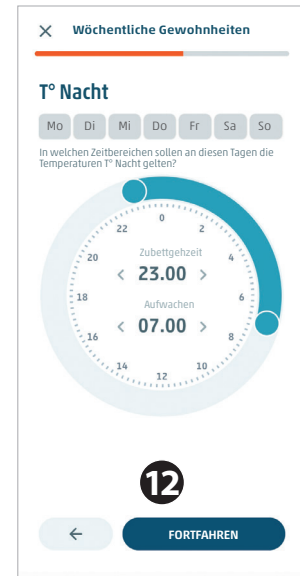 Wöchentliche Gewohnheiten
T° Nacht
Mo Di Mi Do Fr Sa So
In welchen Zeitbereichen sollen an diesen Tagen die
Temperaturen T° Nacht gelten?
0
22 2
20 4
Zubettgehzeit
< 23.00 >
18 6
Aufwachen
< 07.00 >
16 8
14 10
12
12
FORTFAHREN